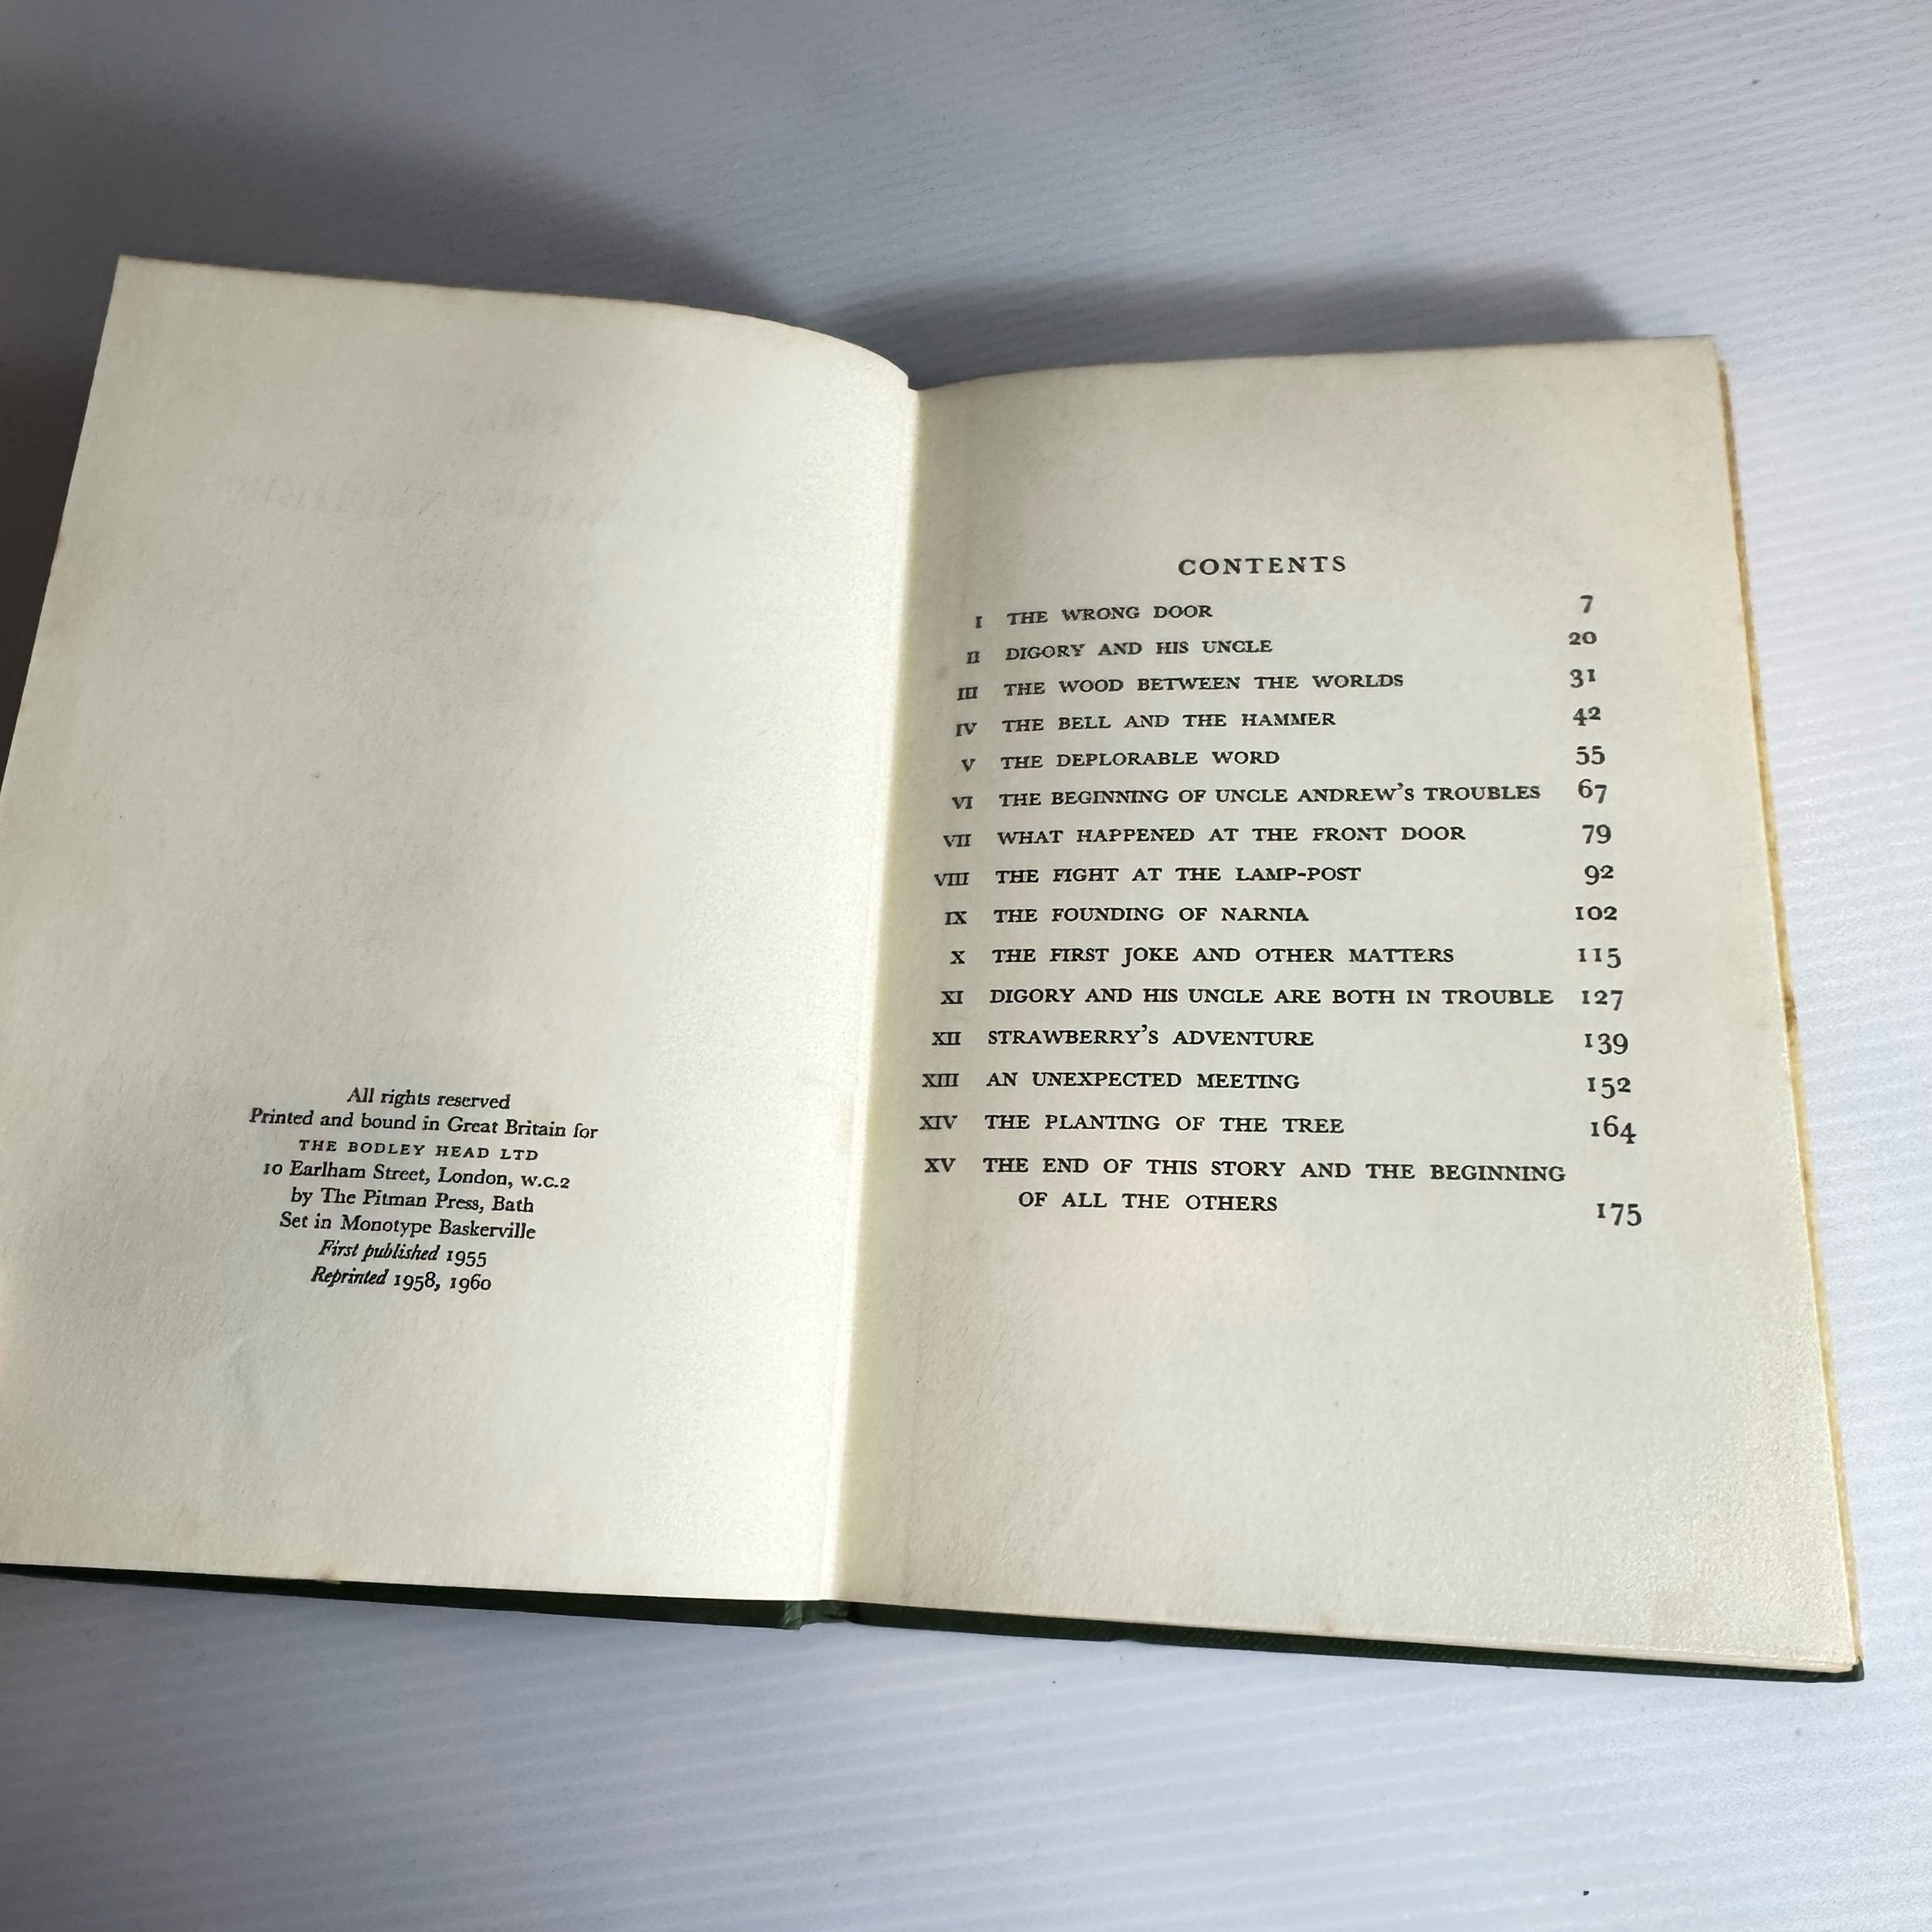 All rights reserved
Printed and bound in Great Britain for
THE BODLEY HEAD LTD
10 Earlham Street, London, W.C.2
by The Pitman Press, Bath
Set in Monotype Baskerville
First published 1955
Reprinted 1958, 1960
CONTENTS
I THE WRONG DOOR 7
II DIGORY AND HIS UNCLE 20
III THE WOOD BETWEEN THE WORLDS 31
IV THE BELL AND THE HAMMER 42
V THE DEPLORABLE WORD 55
VI THE BEGINNING OF UNCLE ANDREW'S TROUBLES 67
VII WHAT HAPPENED AT THE FRONT DOOR 79
VIII THE FIGHT AT THE LAMP-POST 92
IX THE FOUNDING OF NARNIA 102
X THE FIRST JOKE AND OTHER MATTERS 115
XI DIGORY AND HIS UNCLE ARE BOTH IN TROUBLE 127
XII STRAWBERRY'S ADVENTURE 139
XIII AN UNEXPECTED MEETING 152
XIV THE PLANTING OF THE TREE 164
XV THE END OF THIS STORY AND THE BEGINNING
OF ALL THE OTHERS 175